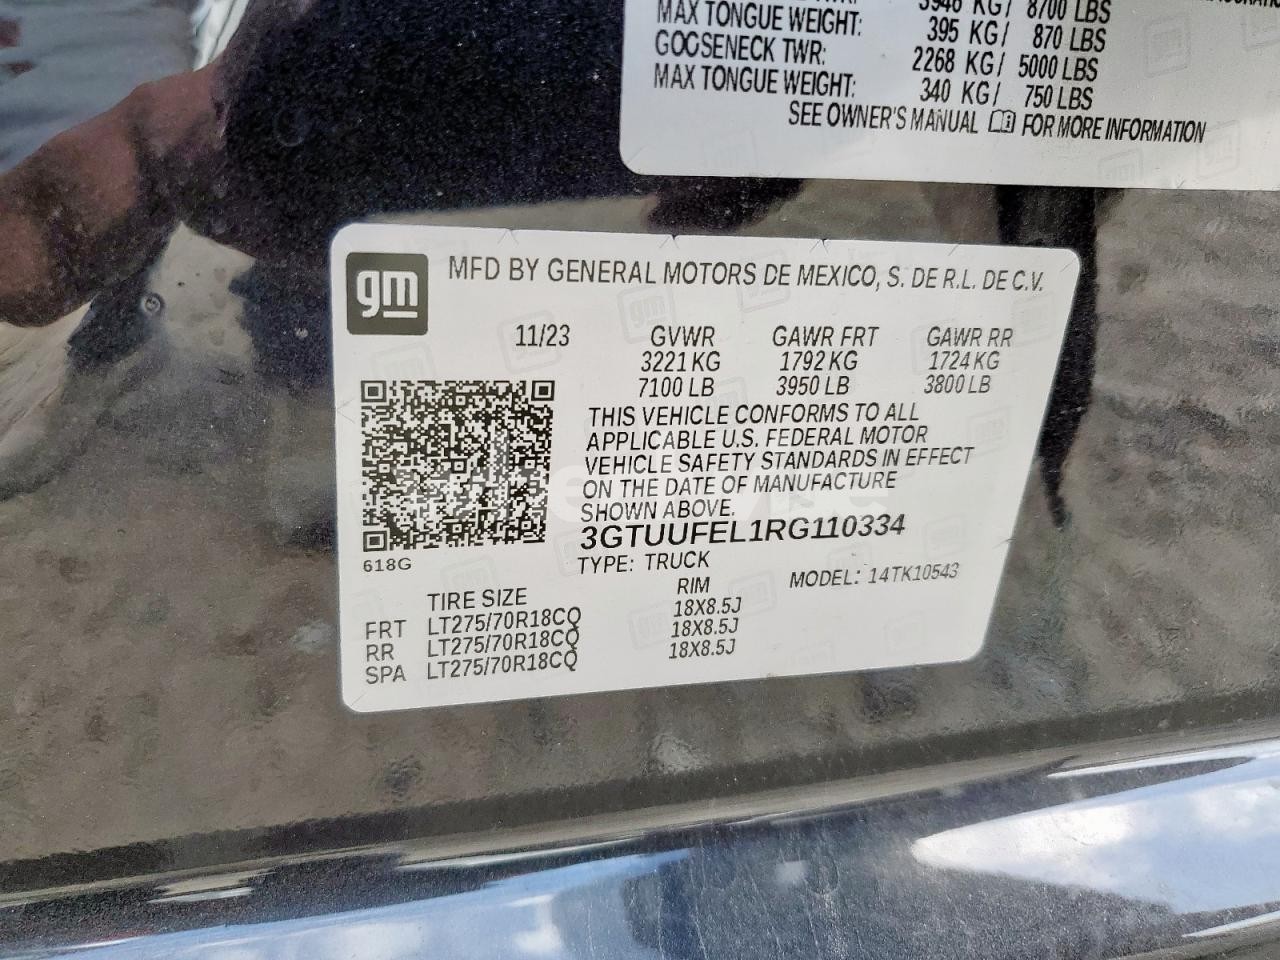 3946 KG/ 8700 LBS
MAX TONGUE WEIGHT: 395 KG/ 870 LBS
GOOSENECK TWR: 2268 KG/ 5000 LBS
MAX TONGUE WEIGHT: 340 KG/ 750 LBS
SEE OWNER'S MANUAL FOR MORE INFORMATION
gm
MFD BY GENERAL MOTORS DE MEXICO, S. DE R.L. DE C.V.
11/23 GVWR GAWR FRT GAWR RR
3221 KG 1792 KG 1724 KG
7100 LB 3950 LB 3800 LB
THIS VEHICLE CONFORMS TO ALL
APPLICABLE U.S. FEDERAL MOTOR
VEHICLE SAFETY STANDARDS IN EFFECT
ON THE DATE OF MANUFACTURE
SHOWN ABOVE.
3GTUUFEL1RG110334
618G
TYPE: TRUCK MODEL: 14TK10543
TIRE SIZE RIM
FRT LT275/70R18CQ 18X8.5J
RR LT275/70R18CQ 18X8.5J
SPA LT275/70R18CQ 18X8.5J